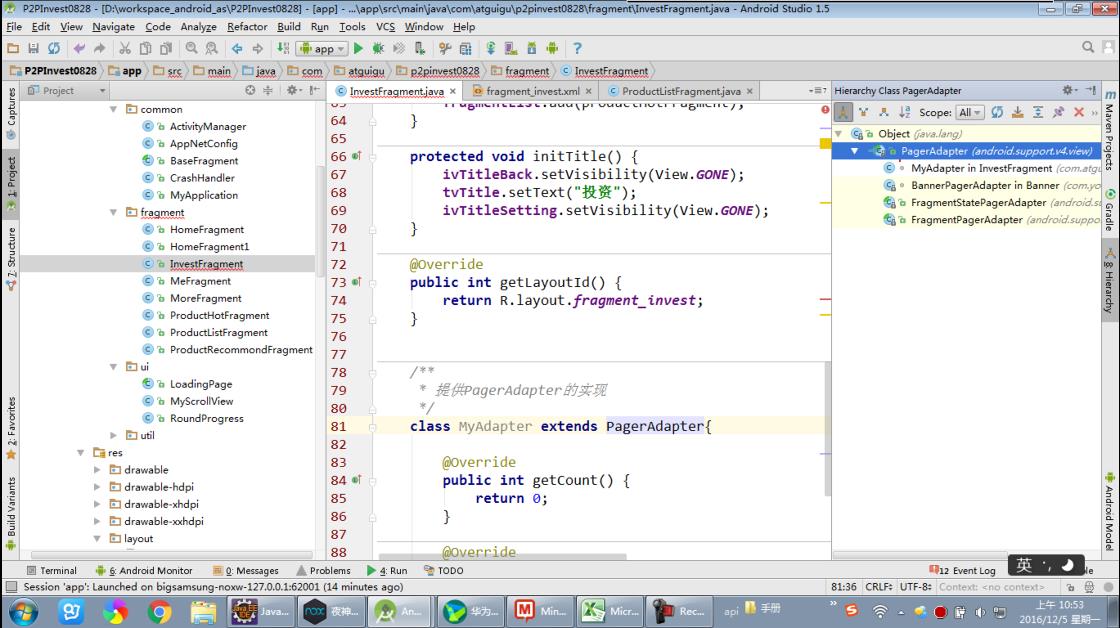 P2PInvest0828 - [D:\workspace_android_as\P2PInvest0828] - [app] - ...\app\src\main\java\com\atguigu\p2pinvest0828\fragment\InvestFragment.java - Android Studio 1.5
File Edit View Navigate Code Analyze Refactor Build Run Tools VCS Window Help
app
P2PInvest0828 app src main java com atguigu p2pinvest0828 fragment InvestFragment
Project InvestFragment.java fragment_invest.xml ProductListFragment.java Hierarchy Class PagerAdapter
Scope: All
Captures
1: Project
7: Structure
2: Favorites
Build Variants
common
ActivityManager
AppNetConfig
BaseFragment
CrashHandler
MyApplication
fragment
HomeFragment
HomeFragment1
InvestFragment
MeFragment
MoreFragment
ProductHotFragment
ProductListFragment
ProductRecommondFragment
ui
LoadingPage
MyScrollView
RoundProgress
util
res
drawable
drawable-hdpi
drawable-xhdpi
drawable-xxhdpi
layout
63 fragmentList.add(productHotFragment);
64 }
65
66 protected void initTitle() {
67 ivTitleBack.setVisibility(View.GONE);
68 tvTitle.setText("投资");
69 ivTitleSetting.setVisibility(View.GONE);
70 }
71
72 @Override
73 public int getLayoutId() {
74 return R.layout.fragment_invest;
75 }
76
77
78 /**
79 * 提供PagerAdapter的实现
80 */
81 class MyAdapter extends PagerAdapter{
82
83 @Override
84 public int getCount() {
85 return 0;
86 }
87
88 @Override
Object (java.lang)
PagerAdapter (android.support.v4.view)
MyAdapter in InvestFragment (com.atgu
BannerPagerAdapter in Banner (com.yo
FragmentStatePagerAdapter (android.su
FragmentPagerAdapter (android.suppo
Maven Projects
Gradle
8: Hierarchy
Android Model
Terminal 6: Android Monitor 0: Messages Problems 4: Run TODO 12 Event Log
英
Session 'app': Launched on bigsamsung-noxw-127.0.0.1:62001 (14 minutes ago) 81:36 CRLF÷ UTF-8÷ Context: <no context>
Java... 夜神... An... 华为... Min... Micr... Rec... api 手册
上午 10:53
2016/12/5 星期一